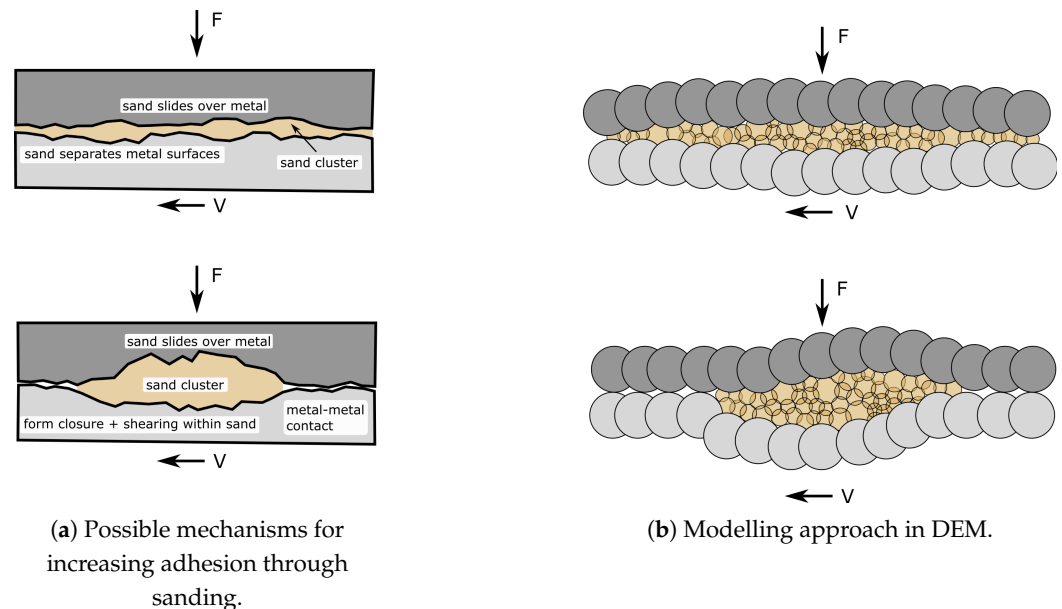 F
sand slides over metal
sand separates metal surfaces
sand cluster
V
F
sand slides over metal
sand cluster
form closure + shearing within sand
metal-metal
contact
V
(a) Possible mechanisms for
increasing adhesion through
sanding.
F
V
F
V
(b) Modelling approach in DEM.